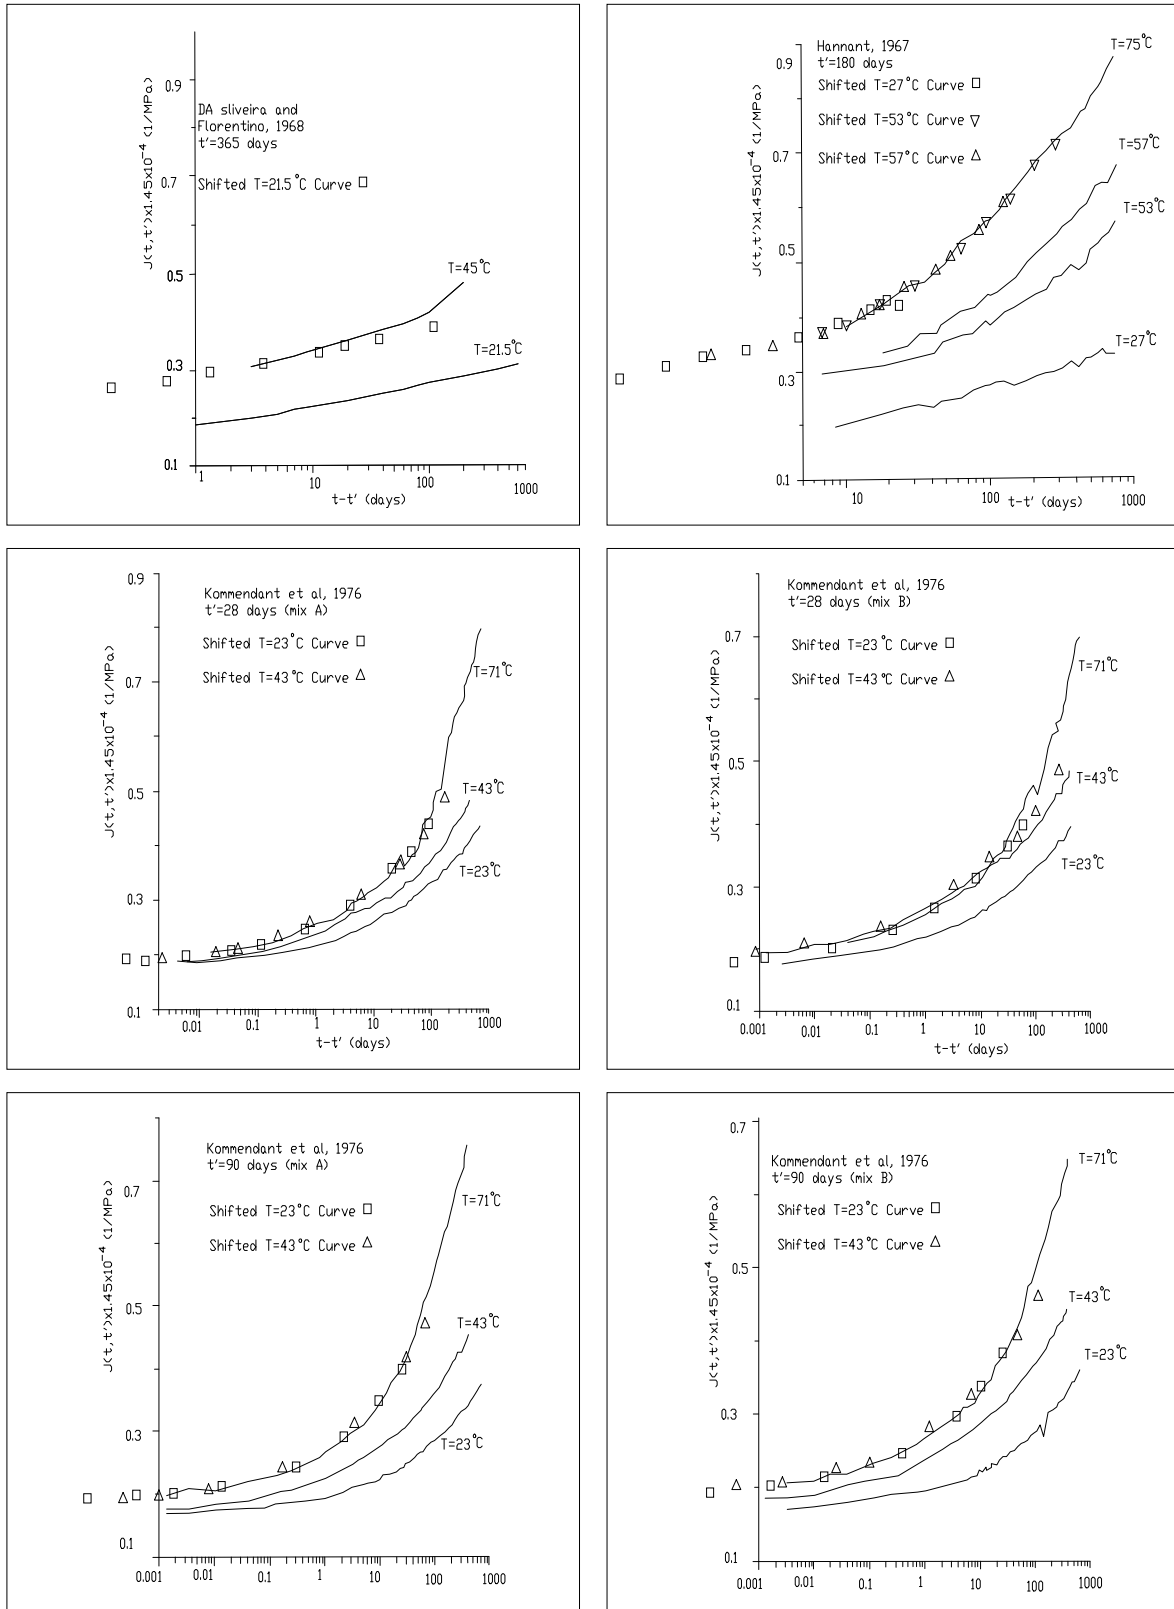 0.9
DA sliveira and
Florentino, 1968
t'=365 days
0.7
Shifted T=21.5°C Curve
J(t,t')x1.45x10⁻⁴ (1/MPa)
0.5
T=45°C
T=21.5°C
0.3
0.1
1
10
100
1000
t-t' (days)
Hannant, 1967
t'=180 days
T=75°C
0.9
Shifted T=27°C Curve
Shifted T=53°C Curve
Shifted T=57°C Curve
J(t,t')x1.45x10⁻⁴ (1/MPa)
T=57°C
0.7
T=53°C
0.5
T=27°C
0.3
0.1
10
100
t-t' (days)
1000
0.9
Kommendant et al, 1976
t'=28 days (mix A)
Shifted T=23°C Curve
Shifted T=43°C Curve
J(t,t')x1.45x10⁻⁴ (1/MPa)
0.7
T=71°C
0.5
T=43°C
0.3
T=23°C
0.1
0.01
0.1
1
10
100
1000
t-t' (days)
Kommendant et al, 1976
t'=28 days (mix B)
0.7
Shifted T=23°C Curve
Shifted T=43°C Curve
J(t,t')x1.45x10⁻⁴ (1/MPa)
T=71°C
0.5
T=43°C
0.3
T=23°C
0.1
0.001
0.01
0.1
1
10
100
1000
t-t' (days)
Kommendant et al, 1976
t'=90 days (mix A)
0.7
Shifted T=23°C Curve
Shifted T=43°C Curve
J(t,t')x1.45x10⁻⁴ (1/MPa)
T=71°C
0.5
T=43°C
0.3
T=23°C
0.1
0.001
0.01
0.1
1
10
100
1000
0.7
Kommendant et al, 1976
t'=90 days (mix B)
Shifted T=23°C Curve
Shifted T=43°C Curve
J(t,t')x1.45x10⁻⁴ (1/MPa)
T=71°C
0.5
T=43°C
T=23°C
0.3
0.1
0.001
0.01
0.1
1
10
100
1000